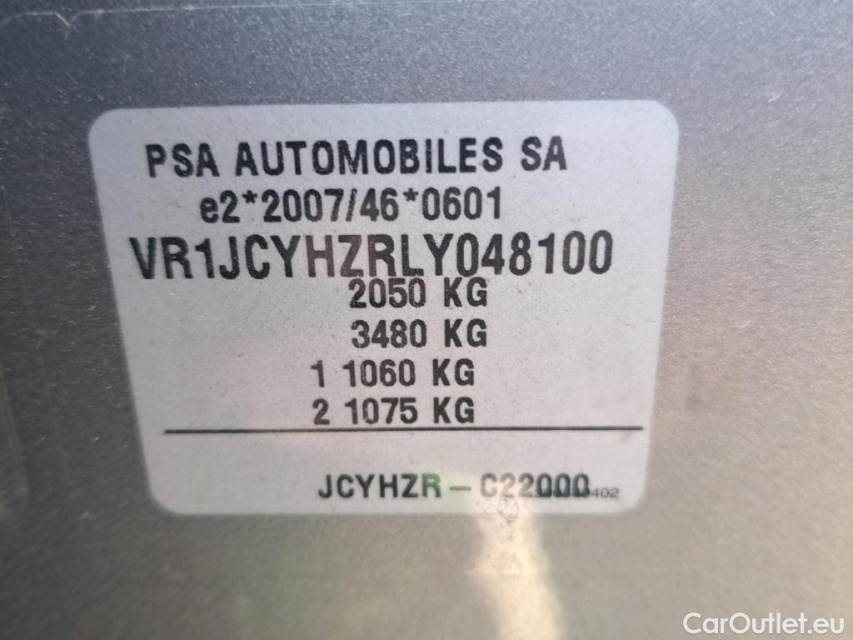 PSA AUTOMOBILES SA
e2*2007/46*0601
VR1JCYHZRLY048100
2050 KG
3480 KG
1 1060 KG
2 1075 KG
JCYHZR – C22000
CarOutlet.eu